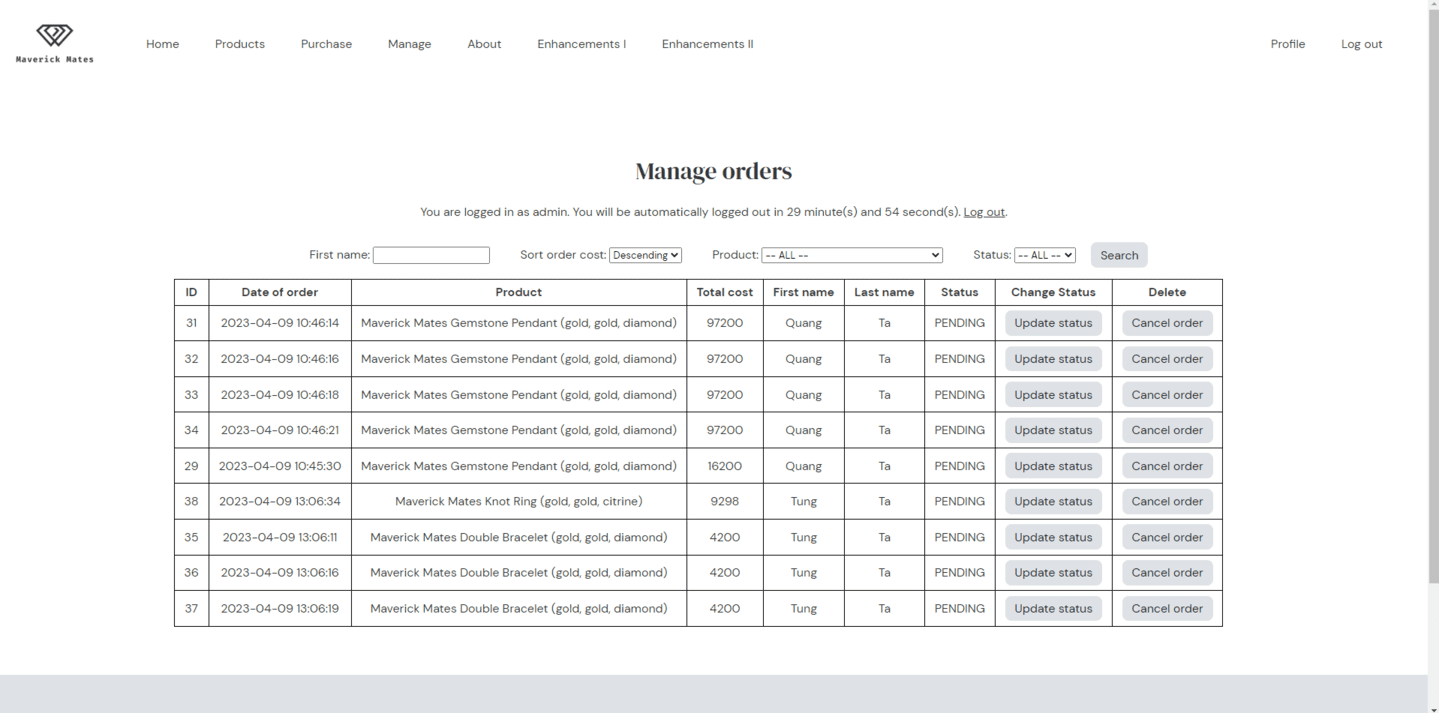 Maverick Mates
Home Products Purchase Manage About Enhancements I Enhancements II Profile Log out
Manage orders
You are logged in as admin. You will be automatically logged out in 29 minute(s) and 54 second(s). Log out.
First name: Sort order cost: Descending Product: -- ALL -- Status: -- ALL -- Search
ID Date of order Product Total cost First name Last name Status Change Status Delete
31 2023-04-09 10:46:14 Maverick Mates Gemstone Pendant (gold, gold, diamond) 97200 Quang Ta PENDING Update status Cancel order
32 2023-04-09 10:46:16 Maverick Mates Gemstone Pendant (gold, gold, diamond) 97200 Quang Ta PENDING Update status Cancel order
33 2023-04-09 10:46:18 Maverick Mates Gemstone Pendant (gold, gold, diamond) 97200 Quang Ta PENDING Update status Cancel order
34 2023-04-09 10:46:21 Maverick Mates Gemstone Pendant (gold, gold, diamond) 97200 Quang Ta PENDING Update status Cancel order
29 2023-04-09 10:45:30 Maverick Mates Gemstone Pendant (gold, gold, diamond) 16200 Quang Ta PENDING Update status Cancel order
38 2023-04-09 13:06:34 Maverick Mates Knot Ring (gold, gold, citrine) 9298 Tung Ta PENDING Update status Cancel order
35 2023-04-09 13:06:11 Maverick Mates Double Bracelet (gold, gold, diamond) 4200 Tung Ta PENDING Update status Cancel order
36 2023-04-09 13:06:16 Maverick Mates Double Bracelet (gold, gold, diamond) 4200 Tung Ta PENDING Update status Cancel order
37 2023-04-09 13:06:19 Maverick Mates Double Bracelet (gold, gold, diamond) 4200 Tung Ta PENDING Update status Cancel order